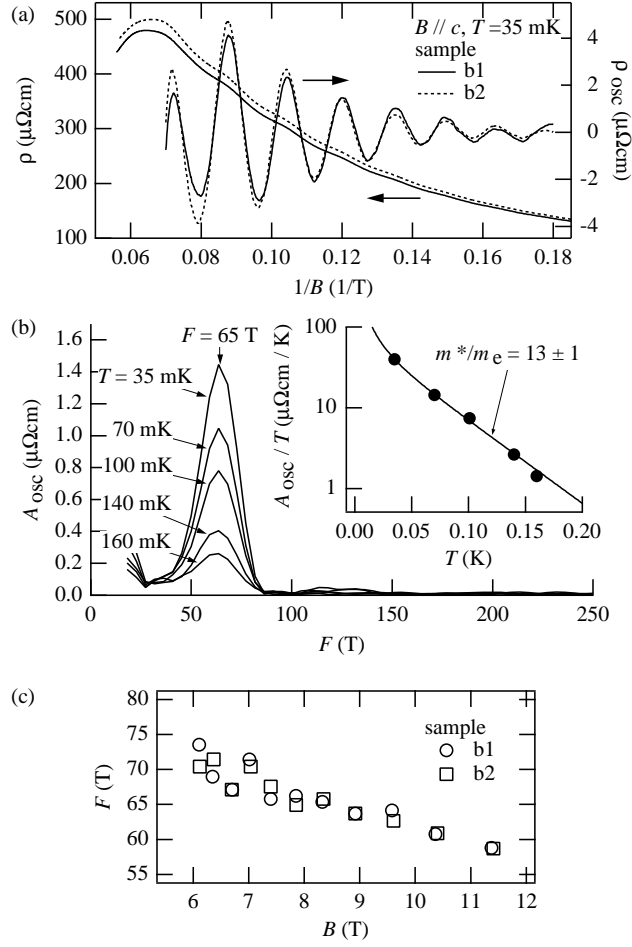 (a)
500
400
300
200
100
ρ (μΩcm)
B // c, T =35 mK
sample
b1
b2
4
2
0
-2
-4
ρosc (μΩcm)
0.06 0.08 0.10 0.12 0.14 0.16 0.18
1/B (1/T)
(b)
1.6
1.4
1.2
1.0
0.8
0.6
0.4
0.2
0.0
A osc (μΩcm)
F = 65 T
T = 35 mK
70 mK
100 mK
140 mK
160 mK
0 50 100 150 200 250
F (T)
100
10
1
A osc / T (μΩcm / K)
m */m e = 13 ± 1
0.00 0.05 0.10 0.15 0.20
T (K)
(c)
80
75
70
65
60
55
F (T)
sample
b1
b2
6 7 8 9 10 11 12
B (T)